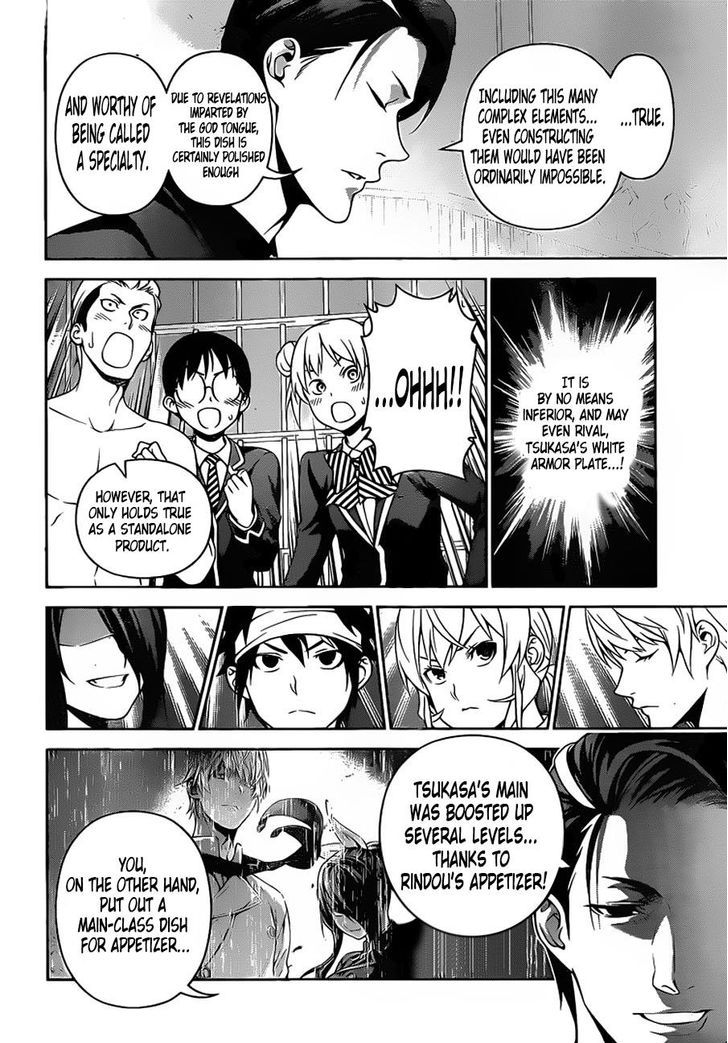 ...TRUE.
INCLUDING THIS MANY
COMPLEX ELEMENTS...
EVEN CONSTRUCTING
THEM WOULD HAVE BEEN
ORDINARILY IMPOSSIBLE.
DUE TO REVELATIONS
IMPARTED BY
THE GOD TONGUE,
THIS DISH IS
CERTAINLY POLISHED
ENOUGH
AND WORTHY OF
BEING CALLED
A SPECIALTY.
IT IS
BY NO MEANS
INFERIOR, AND MAY
EVEN RIVAL,
TSUKASA'S WHITE
ARMOR PLATE...!
...OHHH!!
HOWEVER, THAT
ONLY HOLDS TRUE
AS A STANDALONE
PRODUCT.
TSUKASA'S MAIN
WAS BOOSTED UP
SEVERAL LEVELS...
THANKS TO
RINDOU'S APPETIZER!
YOU,
ON THE OTHER HAND,
PUT OUT A
MAIN-CLASS DISH
FOR APPETIZER...